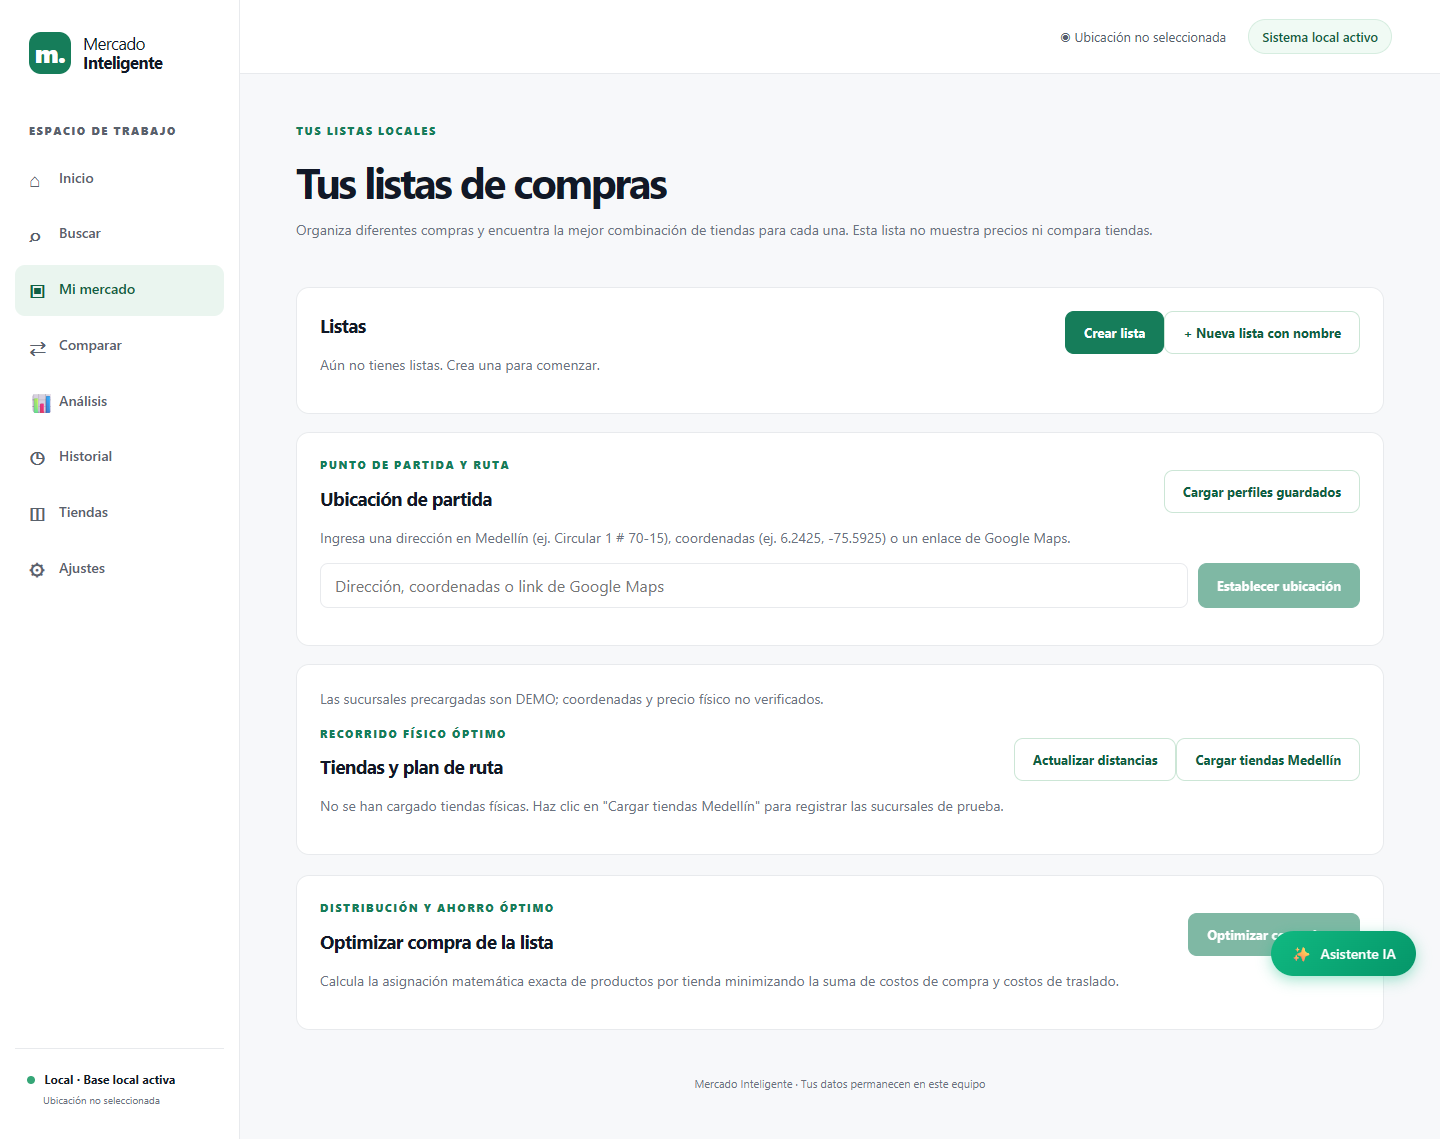 m.
Mercado
Inteligente
ESPACIO DE TRABAJO
Inicio
Buscar
Mi mercado
Comparar
Análisis
Historial
Tiendas
Ajustes
Local · Base local activa
Ubicación no seleccionada
Ubicación no seleccionada
Sistema local activo
TUS LISTAS LOCALES
Tus listas de compras
Organiza diferentes compras y encuentra la mejor combinación de tiendas para cada una. Esta lista no muestra precios ni compara tiendas.
Listas
Crear lista
+ Nueva lista con nombre
Aún no tienes listas. Crea una para comenzar.
PUNTO DE PARTIDA Y RUTA
Ubicación de partida
Cargar perfiles guardados
Ingresa una dirección en Medellín (ej. Circular 1 # 70-15), coordenadas (ej. 6.2425, -75.5925) o un enlace de Google Maps.
Dirección, coordenadas o link de Google Maps
Establecer ubicación
Las sucursales precargadas son DEMO; coordenadas y precio físico no verificados.
RECORRIDO FÍSICO ÓPTIMO
Tiendas y plan de ruta
Actualizar distancias
Cargar tiendas Medellín
No se han cargado tiendas físicas. Haz clic en "Cargar tiendas Medellín" para registrar las sucursales de prueba.
DISTRIBUCIÓN Y AHORRO ÓPTIMO
Optimizar compra de la lista
Optimizar
Asistente IA
Calcula la asignación matemática exacta de productos por tienda minimizando la suma de costos de compra y costos de traslado.
Mercado Inteligente · Tus datos permanecen en este equipo